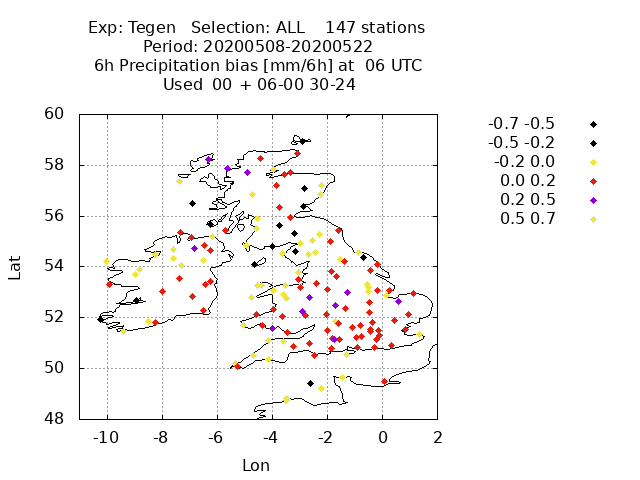 Exp: Tegen Selection: ALL 147 stations
Period: 20200508-20200522
6h Precipitation bias [mm/6h] at 06 UTC
Used 00 + 06-00 30-24
60
58
56
54
52
50
48
Lat
-10 -8 -6 -4 -2 0 2
Lon
-0.7 -0.5
-0.5 -0.2
-0.2 0.0
0.0 0.2
0.2 0.5
0.5 0.7